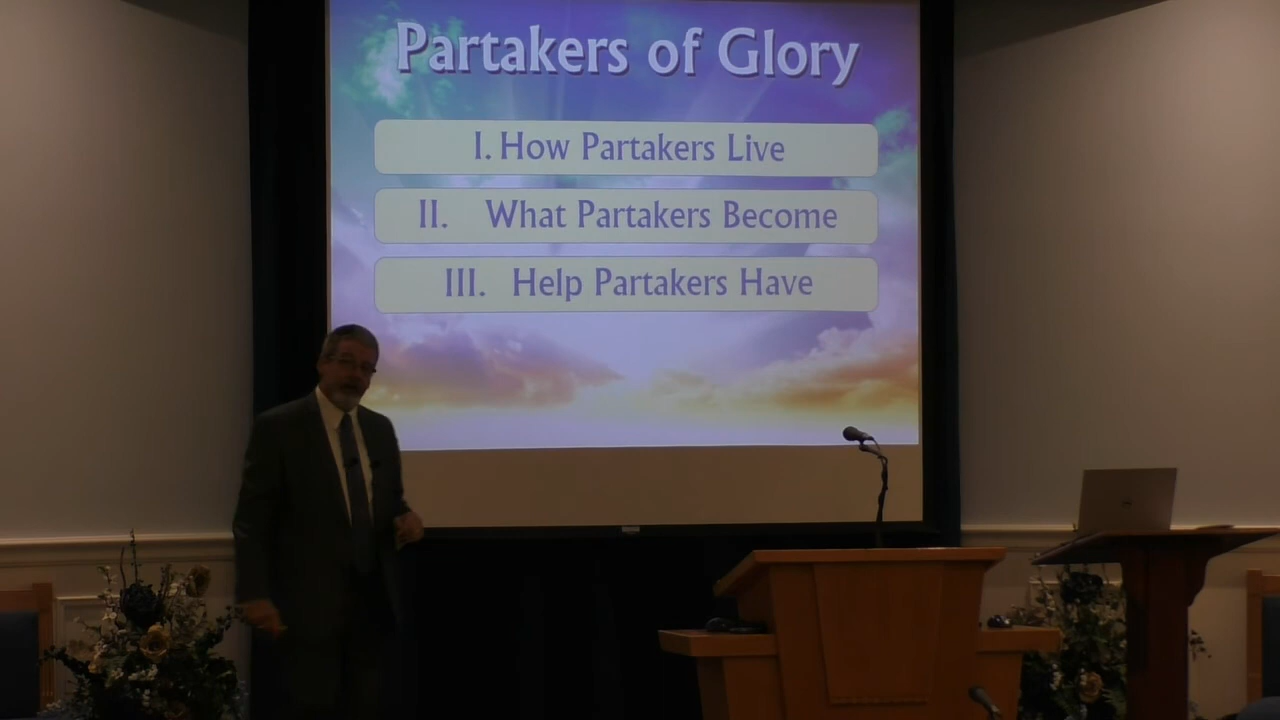 Partakers of Glory
I. How Partakers Live
II. What Partakers Become
III. Help Partakers Have